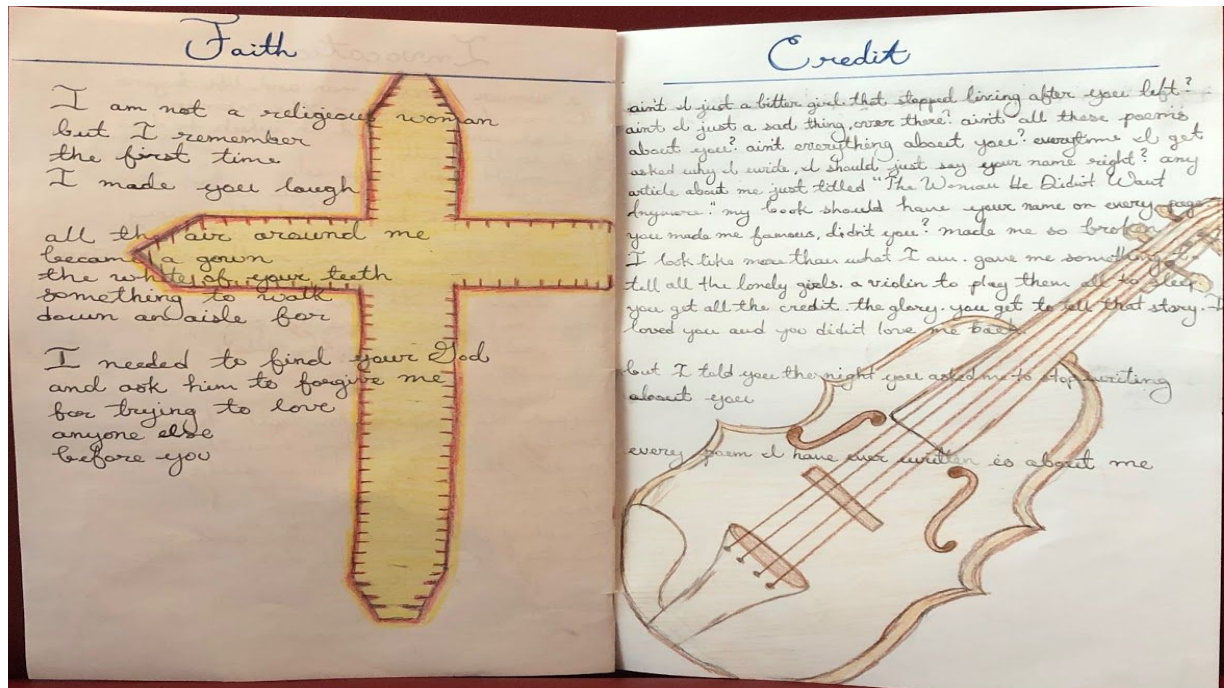 Faith
I am not a religious woman
but I remember
the first time
I made you laugh
all the air around me
became a gown
the white of your teeth
something to walk
down an aisle for
I needed to find your God
and ask him to forgive me
for trying to love
anyone else
before you
Credit
aint I just a bitter girl that stopped living after you left?
aint I just a sad thing, over there? aint all these poems
about you? aint everything about you? everytime I get
asked why I write, I should just say your name right? any
article about me just titled "The Woman He Didn't Want
Anymore." my book should have your name on every page
you made me famous, didn't you? made me so broken
I look like more than what I am. gave me something to
tell all the lonely girls. a violin to play them all to sleep
you get all the credit. the glory. you get to tell that story. I
loved you and you didn't love me back.
but I told you the night you asked me to stop writing
about you
every poem I have ever written is about me